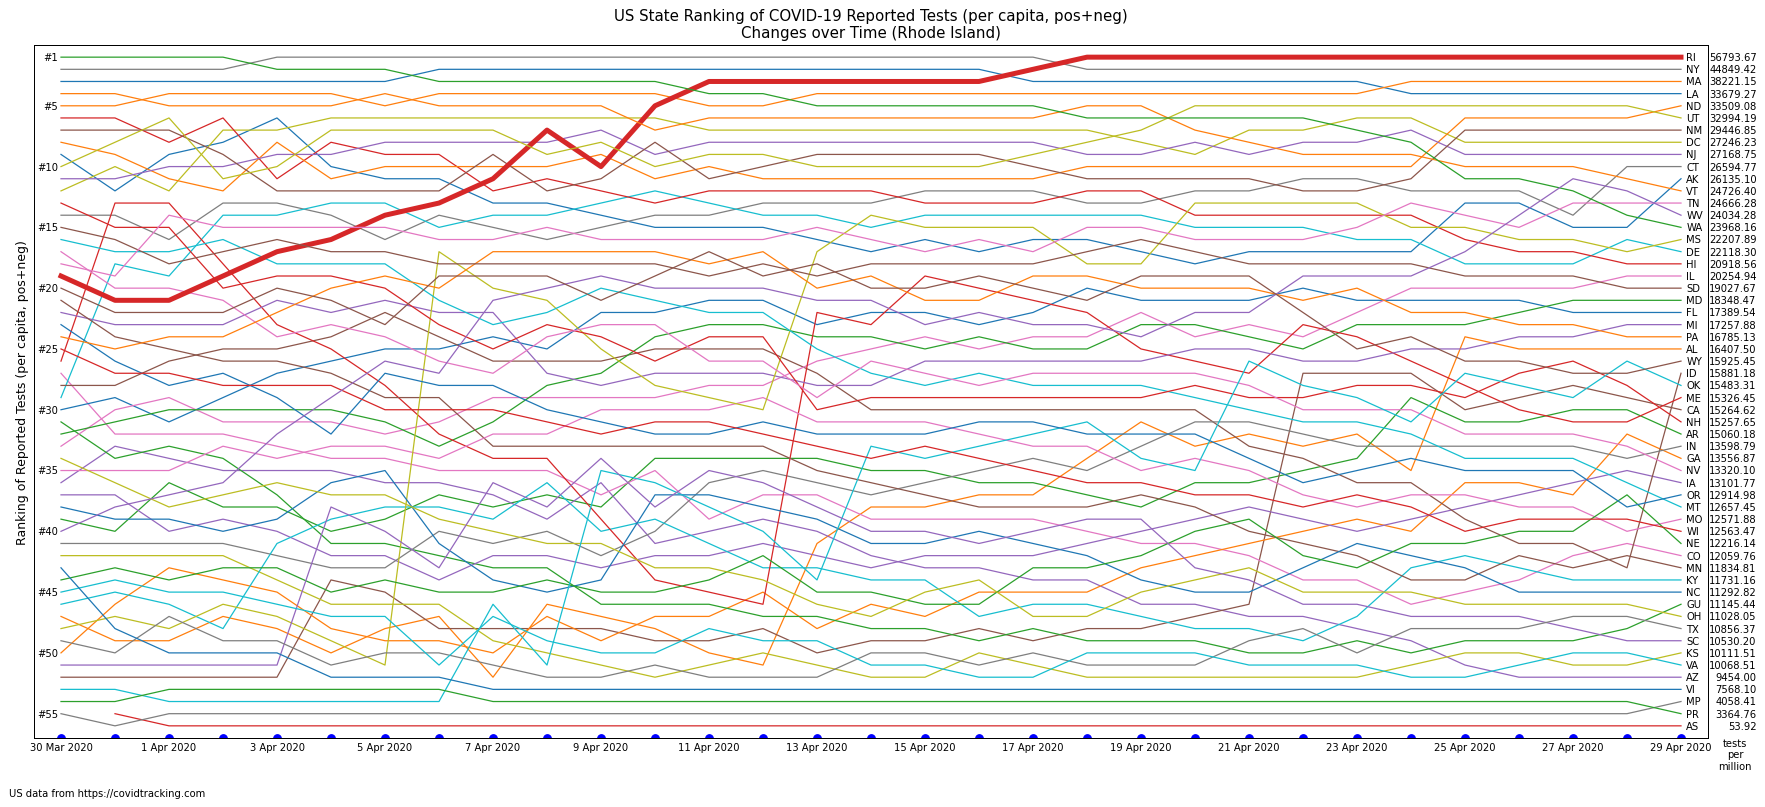 US State Ranking of COVID-19 Reported Tests (per capita, pos+neg)
Changes over Time (Rhode Island)
Ranking of Reported Tests (per capita, pos+neg)
#1
#5
#10
#15
#20
#25
#30
#35
#40
#45
#50
#55
RI 56793.67
NY 44849.42
MA 38221.15
LA 33679.27
ND 33509.08
UT 32994.19
NM 29446.85
DC 27246.23
NJ 27168.75
CT 26594.77
AK 26135.10
VT 24726.40
TN 24666.28
WV 24034.28
WA 23968.16
MS 22207.89
DE 22118.30
HI 20918.56
IL 20254.94
SD 19027.67
MD 18348.47
FL 17389.54
MI 17257.88
PA 16785.13
AL 16407.50
WY 15925.45
ID 15881.18
OK 15483.31
ME 15326.45
CA 15264.62
NH 15257.65
AR 15060.18
IN 13598.79
GA 13556.87
NV 13320.10
IA 13101.77
OR 12914.98
MT 12657.45
MO 12571.88
WI 12563.47
NE 12216.14
CO 12059.76
MN 11834.81
KY 11731.16
NC 11292.82
GU 11145.44
OH 11028.05
TX 10856.37
SC 10530.20
KS 10111.51
VA 10068.51
AZ 9454.00
VI 7568.10
MP 4058.41
PR 3364.76
AS 53.92
30 Mar 2020 1 Apr 2020 3 Apr 2020 5 Apr 2020 7 Apr 2020 9 Apr 2020 11 Apr 2020 13 Apr 2020 15 Apr 2020 17 Apr 2020 19 Apr 2020 21 Apr 2020 23 Apr 2020 25 Apr 2020 27 Apr 2020 29 Apr 2020
tests
per
million
US data from https://covidtracking.com